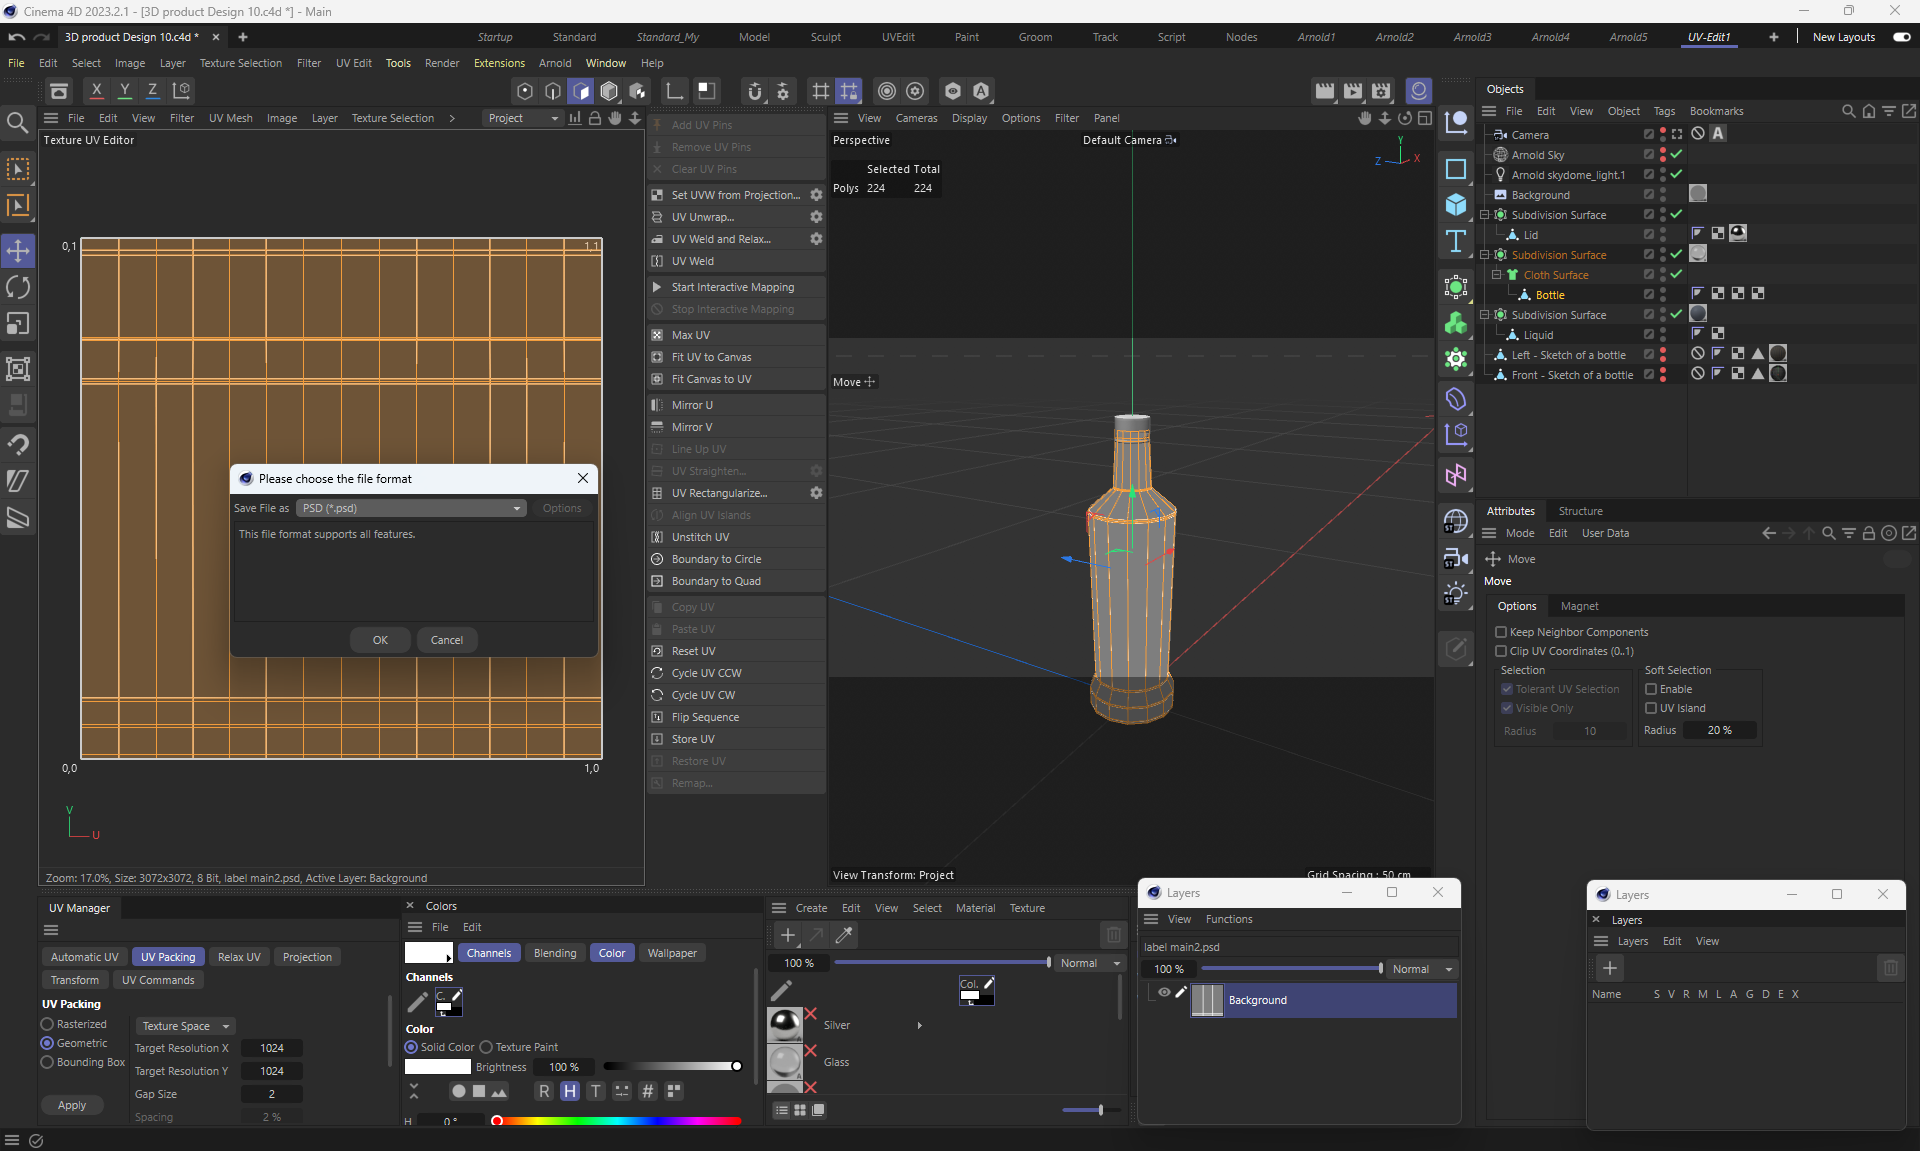 Cinema 4D 2023.2.1 - [3D product Design 10.c4d *] - Main
3D product Design 10.c4d *
Startup Standard Standard_My Model Sculpt UVEdit Paint Groom Track Script Nodes Arnold1 Arnold2 Arnold3 Arnold4 Arnold5 UV-Edit1 New Layouts
File Edit Select Image Layer Texture Selection Filter UV Edit Tools Render Extensions Arnold Window Help
X Y Z
File Edit View Filter UV Mesh Image Layer Texture Selection Project
Texture UV Editor
0,1
1,1
0,0
1,0
V
U
Zoom: 17.0%, Size: 3072x3072, 8 Bit, label main2.psd, Active Layer: Background
Please choose the file format
Save File as PSD (*.psd) Options
This file format supports all features.
OK Cancel
Add UV Pins
Remove UV Pins
Clear UV Pins
Set UVW from Projection...
UV Unwrap...
UV Weld and Relax...
UV Weld
Start Interactive Mapping
Stop Interactive Mapping
Max UV
Fit UV to Canvas
Fit Canvas to UV
Mirror U
Mirror V
Line Up UV
UV Straighten...
UV Rectangularize...
Align UV Islands
Unstitch UV
Boundary to Circle
Boundary to Quad
Copy UV
Paste UV
Reset UV
Cycle UV CCW
Cycle UV CW
Flip Sequence
Store UV
Restore UV
Remap...
View Cameras Display Options Filter Panel
Perspective
Default Camera
Selected Total
Polys 224 224
Y
Z X
Move
View Transform: Project
Grid Spacing : 50 cm
Objects
File Edit View Object Tags Bookmarks
Camera
Arnold Sky
Arnold skydome_light.1
Background
Subdivision Surface
Lid
Subdivision Surface
Cloth Surface
Bottle
Subdivision Surface
Liquid
Left - Sketch of a bottle
Front - Sketch of a bottle
Attributes Structure
Mode Edit User Data
Move
Move
Options Magnet
Keep Neighbor Components
Clip UV Coordinates (0..1)
Selection Soft Selection
Tolerant UV Selection Enable
Visible Only UV Island
Radius 10 Radius 20 %
UV Manager
Automatic UV UV Packing Relax UV Projection
Transform UV Commands
UV Packing
Rasterized Texture Space
Geometric Target Resolution X 1024
Bounding Box Target Resolution Y 1024
Gap Size 2
Apply Spacing 2 %
Colors
File Edit
Channels Blending Color Wallpaper
Channels
C.
Color
Solid Color Texture Paint
Brightness 100 %
R H T #
H 0 °
Create Edit View Select Material Texture
100 % Normal
Col.
Silver
Glass
Layers
View Functions
label main2.psd
100 % Normal
Background
Layers
Layers
Layers Edit View
Name S V R M L A G D E X